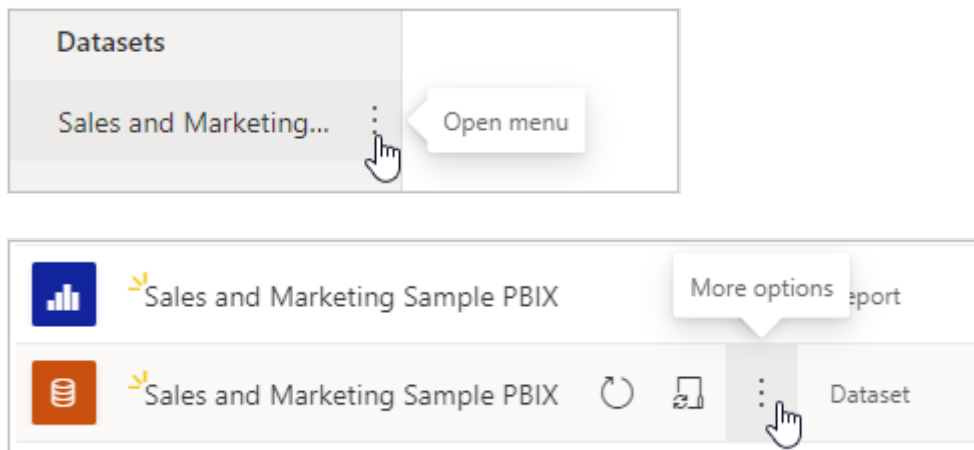 Datasets
Sales and Marketing...
Open menu
Sales and Marketing Sample PBIX
More options
eport
Sales and Marketing Sample PBIX
Dataset